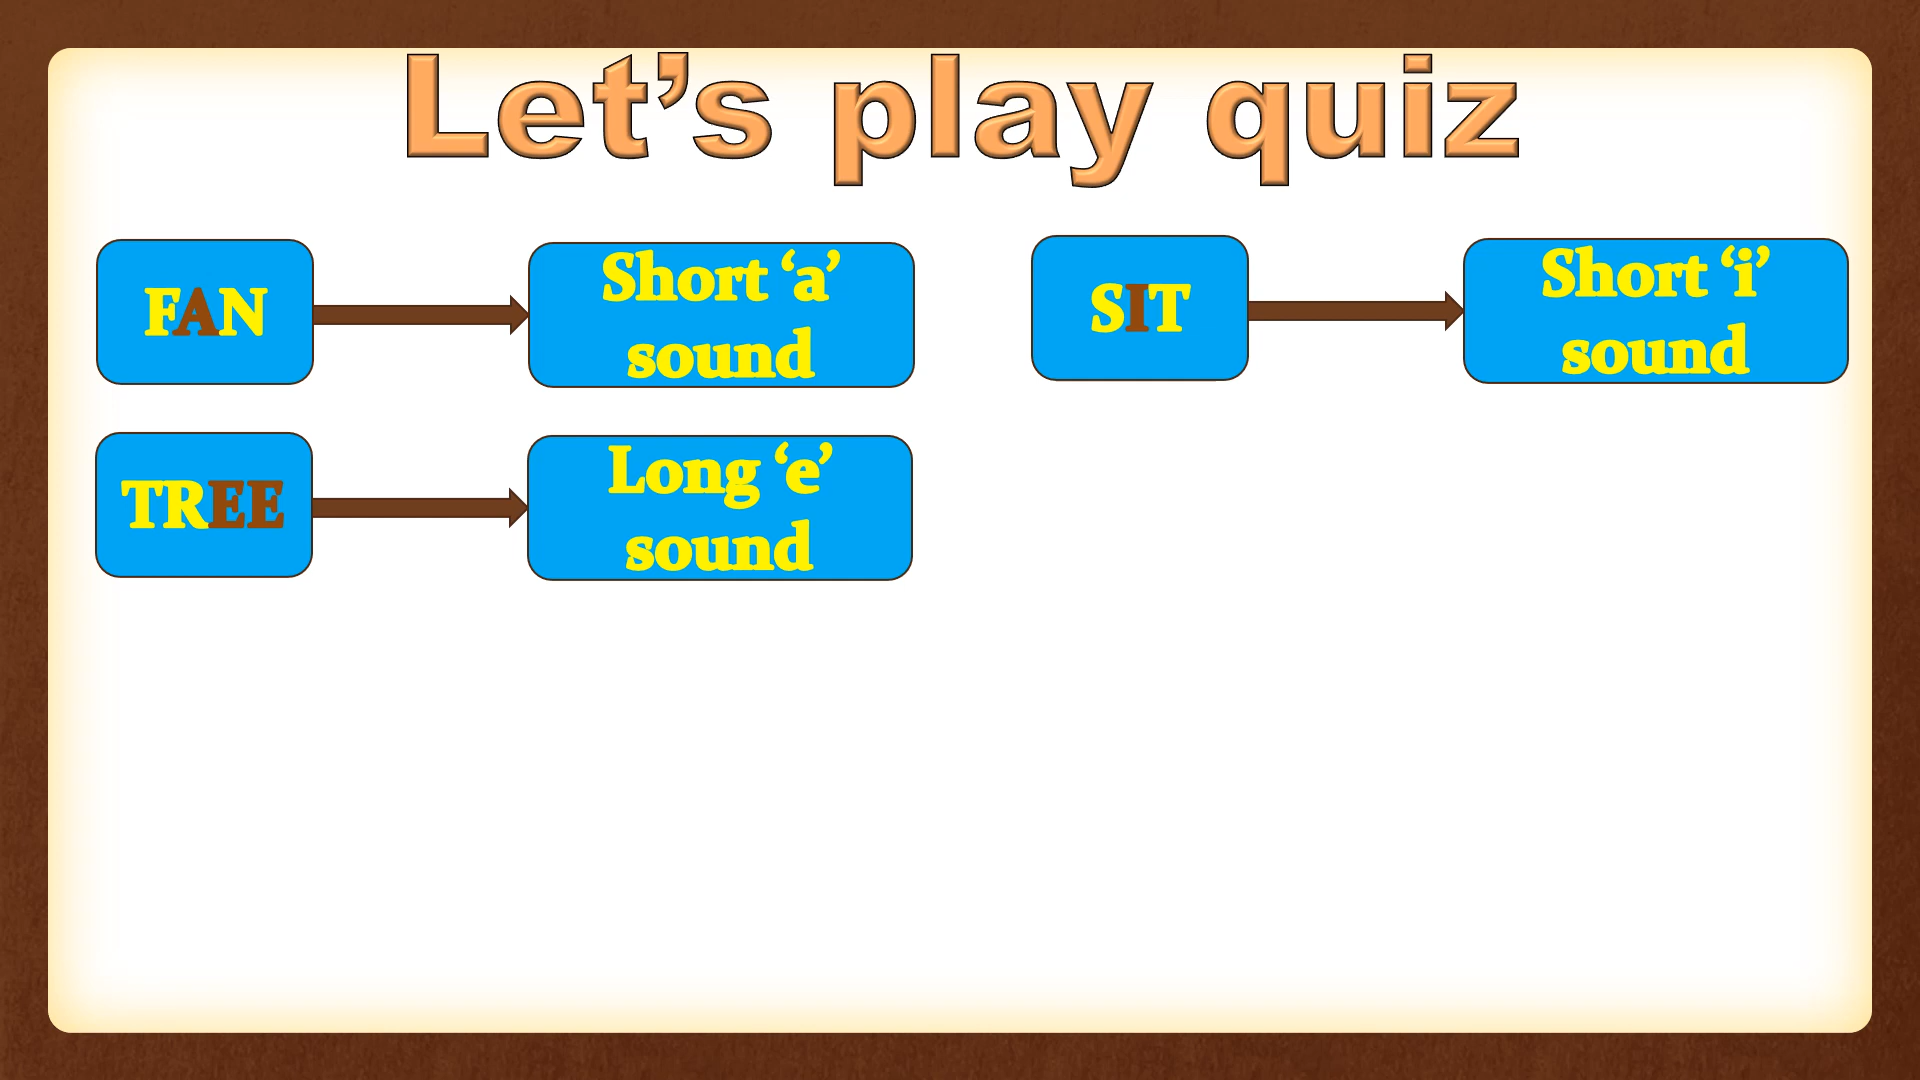 Let’s play quiz
FAN
Short ‘a’
sound
SIT
Short ‘i’
sound
TREE
Long ‘e’
sound